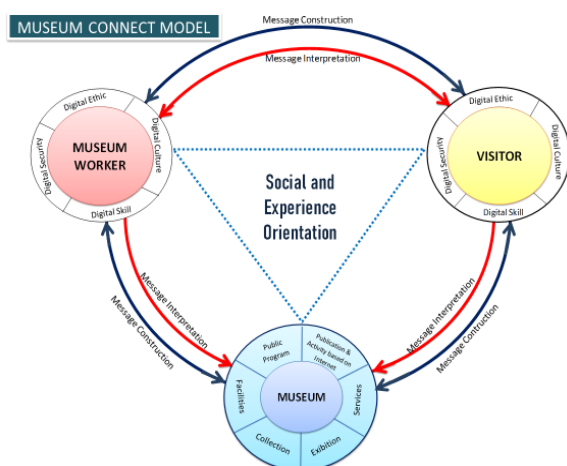 MUSEUM CONNECT MODEL
Message Construction
Message Interpretation
Digital Ethic
Digital Culture
Digital Security
Digital Skill
MUSEUM
WORKER
Digital Ethic
Digital Culture
Digital Security
Digital Skill
VISITOR
Social and
Experience
Orientation
Message Interpretation
Message Construction
Message Interpretation
Message Contruction
Public
Program
Publication &
Activity based on
Internet
Facilities
Services
Collection
Exibition
MUSEUM